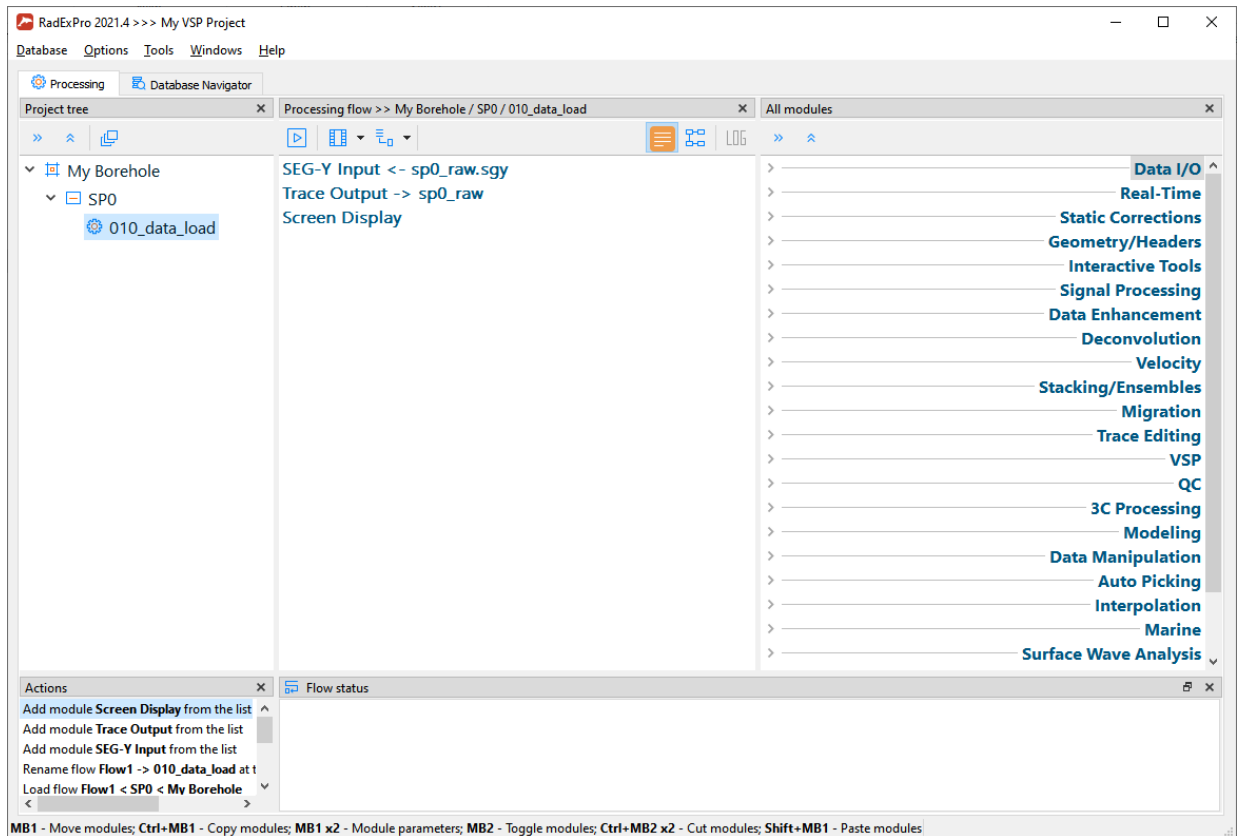 RadExPro 2021.4 >>> My VSP Project
Database Options Tools Windows Help
Processing Database Navigator
Project tree
My Borehole
SP0
010_data_load
Processing flow >> My Borehole / SP0 / 010_data_load
LOG
SEG-Y Input <- sp0_raw.sgy
Trace Output -> sp0_raw
Screen Display
All modules
Data I/O
Real-Time
Static Corrections
Geometry/Headers
Interactive Tools
Signal Processing
Data Enhancement
Deconvolution
Velocity
Stacking/Ensembles
Migration
Trace Editing
VSP
QC
3C Processing
Modeling
Data Manipulation
Auto Picking
Interpolation
Marine
Surface Wave Analysis
Actions
Add module Screen Display from the list
Add module Trace Output from the list
Add module SEG-Y Input from the list
Rename flow Flow1 -> 010_data_load at t
Load flow Flow1 < SP0 < My Borehole
Flow status
MB1 - Move modules; Ctrl+MB1 - Copy modules; MB1 x2 - Module parameters; MB2 - Toggle modules; Ctrl+MB2 x2 - Cut modules; Shift+MB1 - Paste modules